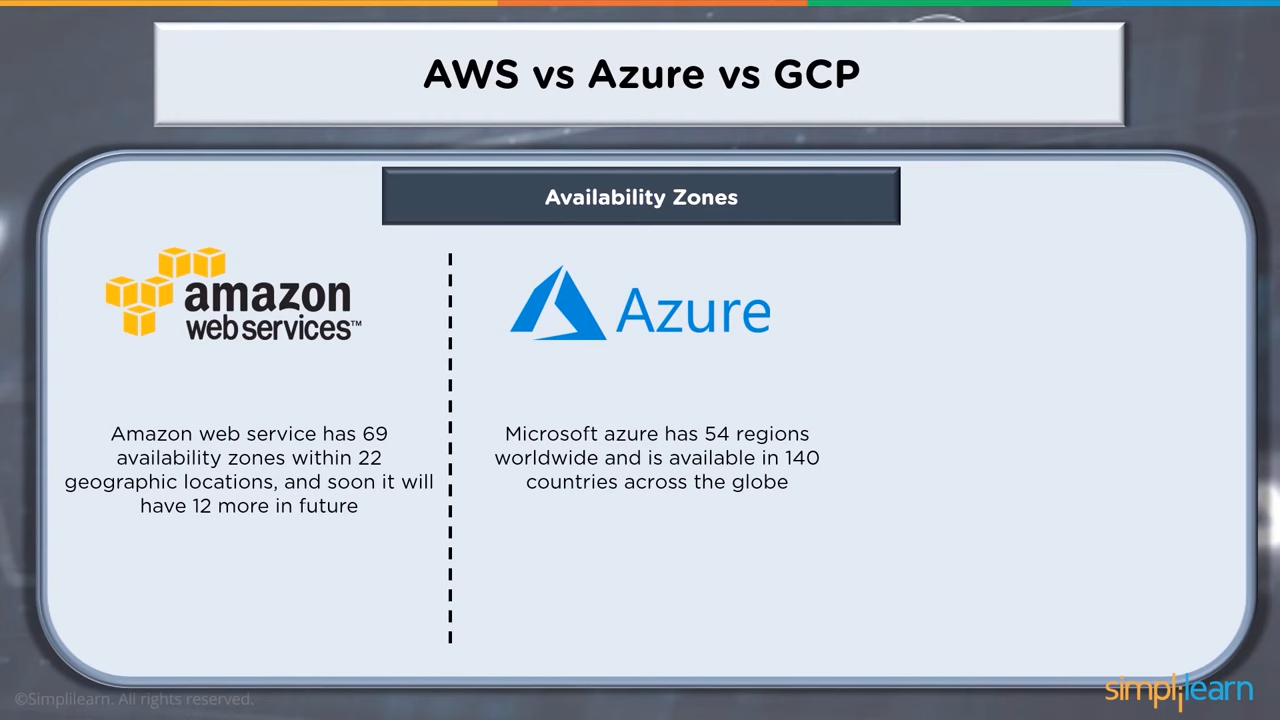 AWS vs Azure vs GCP
Availability Zones
amazon
web services™
Amazon web service has 69
availability zones within 22
geographic locations, and soon it will
have 12 more in future
Azure
Microsoft azure has 54 regions
worldwide and is available in 140
countries across the globe
©Simplilearn. All rights reserved.
simplilearn